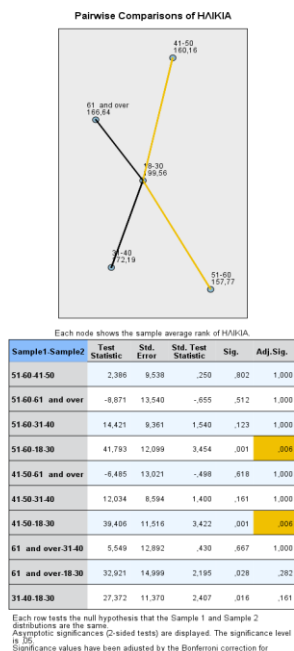 Pairwise Comparisons of ΗΛΙΚΙΑ
41-50
160,16
61 and over
166,64
18-30
199,56
31-40
172,19
51-60
157,77
Each node shows the sample average rank of ΗΛΙΚΙΑ.
Sample1-Sample2 Test Statistic Std. Error Std. Test Statistic Sig. Adj.Sig.
51-60-41-50 2,386 9,538 ,250 ,802 1,000
51-60-61 and over -8,871 13,540 -,655 ,512 1,000
51-60-31-40 14,421 9,361 1,540 ,123 1,000
51-60-18-30 41,793 12,099 3,454 ,001 ,006
41-50-61 and over -6,485 13,021 -,498 ,618 1,000
41-50-31-40 12,034 8,594 1,400 ,161 1,000
41-50-18-30 39,406 11,516 3,422 ,001 ,006
61 and over-31-40 5,549 12,892 ,430 ,667 1,000
61 and over-18-30 32,921 14,999 2,195 ,028 ,282
31-40-18-30 27,372 11,370 2,407 ,016 ,161
Each row tests the null hypothesis that the Sample 1 and Sample 2
distributions are the same.
Asymptotic significances (2-sided tests) are displayed. The significance level
is ,05.
Significance values have been adjusted by the Bonferroni correction for